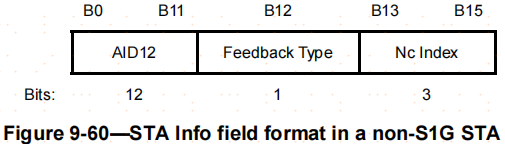 B0 B11 B12 B13 B15
AID12 Feedback Type Nc Index
Bits: 12 1 3
Figure 9-60—STA Info field format in a non-S1G STA